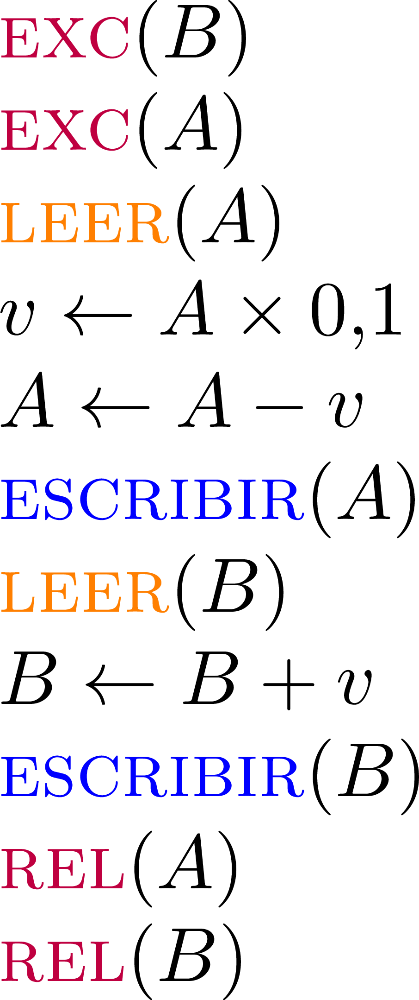 EXC(B)
EXC(A)
LEER(A)
v ← A × 0,1
A ← A − v
ESCRIBIR(A)
LEER(B)
B ← B + v
ESCRIBIR(B)
REL(A)
REL(B)